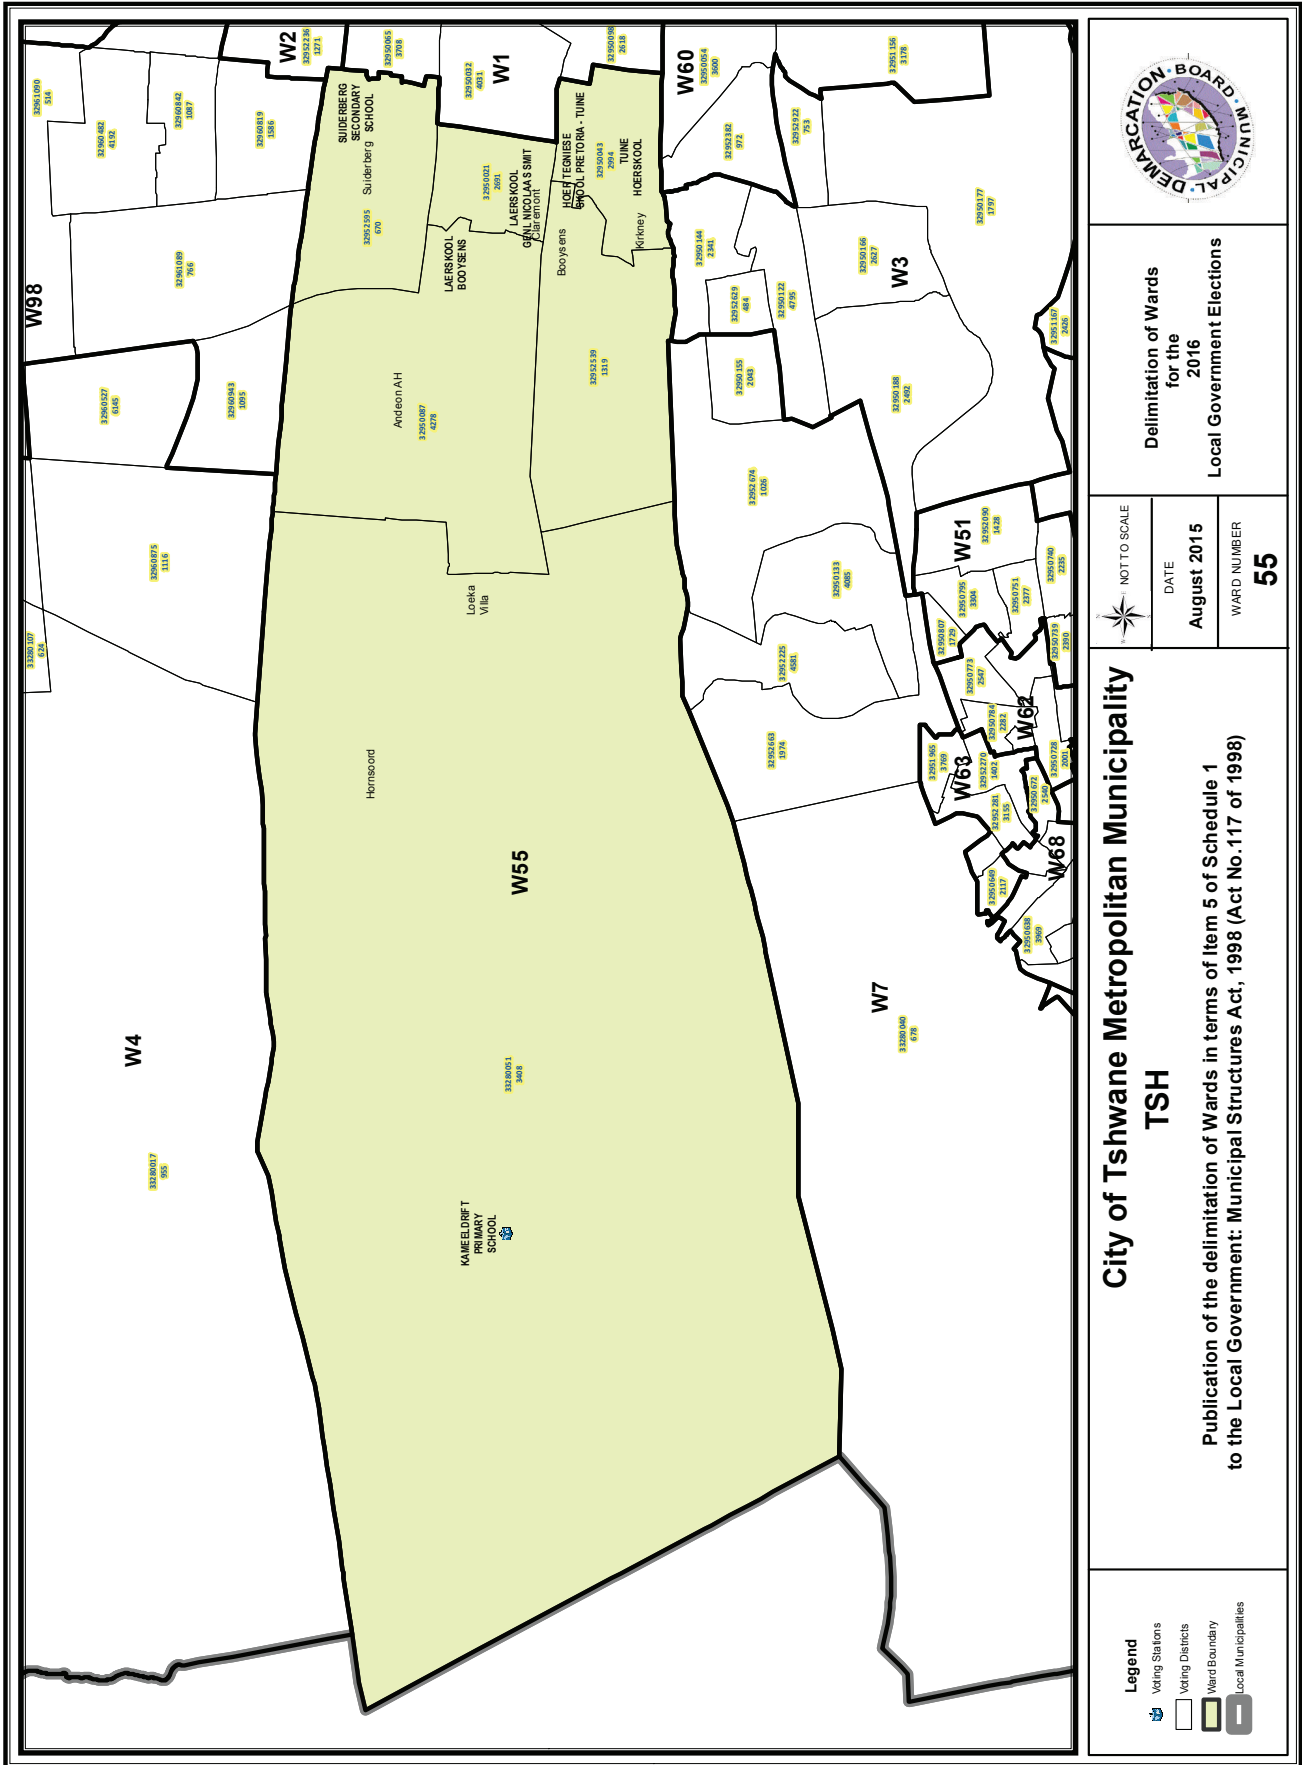 W98
W2
W1
W60
W3
W4
W55
W7
W51
W62
W63
W68
32961090
514
32960482
4192
32960842
1087
32960819
1586
32961089
766
32960527
6145
32960943
1095
32960875
1116
33280107
624
33280017
955
32952236
1271
32950065
3708
32950032
4031
32950098
2618
32950054
3600
32951156
3178
SUIDERBERG
SECONDARY
SCHOOL
Suiderberg
32952595
670
32950021
2691
LAERSKOOL
GENL NICOLAAS SMIT
Claremont
LAERSKOOL
BOOYSENS
HOER TEGNIESE
SKOOL PRETORIA - TUINE
32950043
2994
TUINE
HOERSKOOL
Booysens
Kirkney
Andeon AH
32950087
4278
32952539
1319
Loeka
Villa
Hornsoord
33280051
3408
KAMEELDRIFT
PRIMARY
SCHOOL
32952382
972
32952922
753
32950144
2341
32952629
484
32950122
4795
32950155
2043
32950166
2627
32950177
1797
32951167
2426
32950188
2492
32952674
1026
32950133
4085
32952225
4581
32952663
1974
33280040
678
32952090
1428
32950795
3304
32950751
2377
32950740
2235
32950807
1729
32950773
2547
32950739
2390
32950784
2282
32950728
2001
32951965
3769
32952270
1402
32952281
3155
32950672
2540
32950649
2117
32950638
3969
Legend
Voting Stations
Voting Districts
Ward Boundary
Local Municipalities
City of Tshwane Metropolitan Municipality
TSH
Publication of the delimitation of Wards in terms of Item 5 of Schedule 1
to the Local Government: Municipal Structures Act, 1998 (Act No.117 of 1998)
NOT TO SCALE
DATE
August 2015
WARD NUMBER
55
Delimitation of Wards
for the
2016
Local Government Elections
MUNICIPAL · DEMARCATION · BOARD